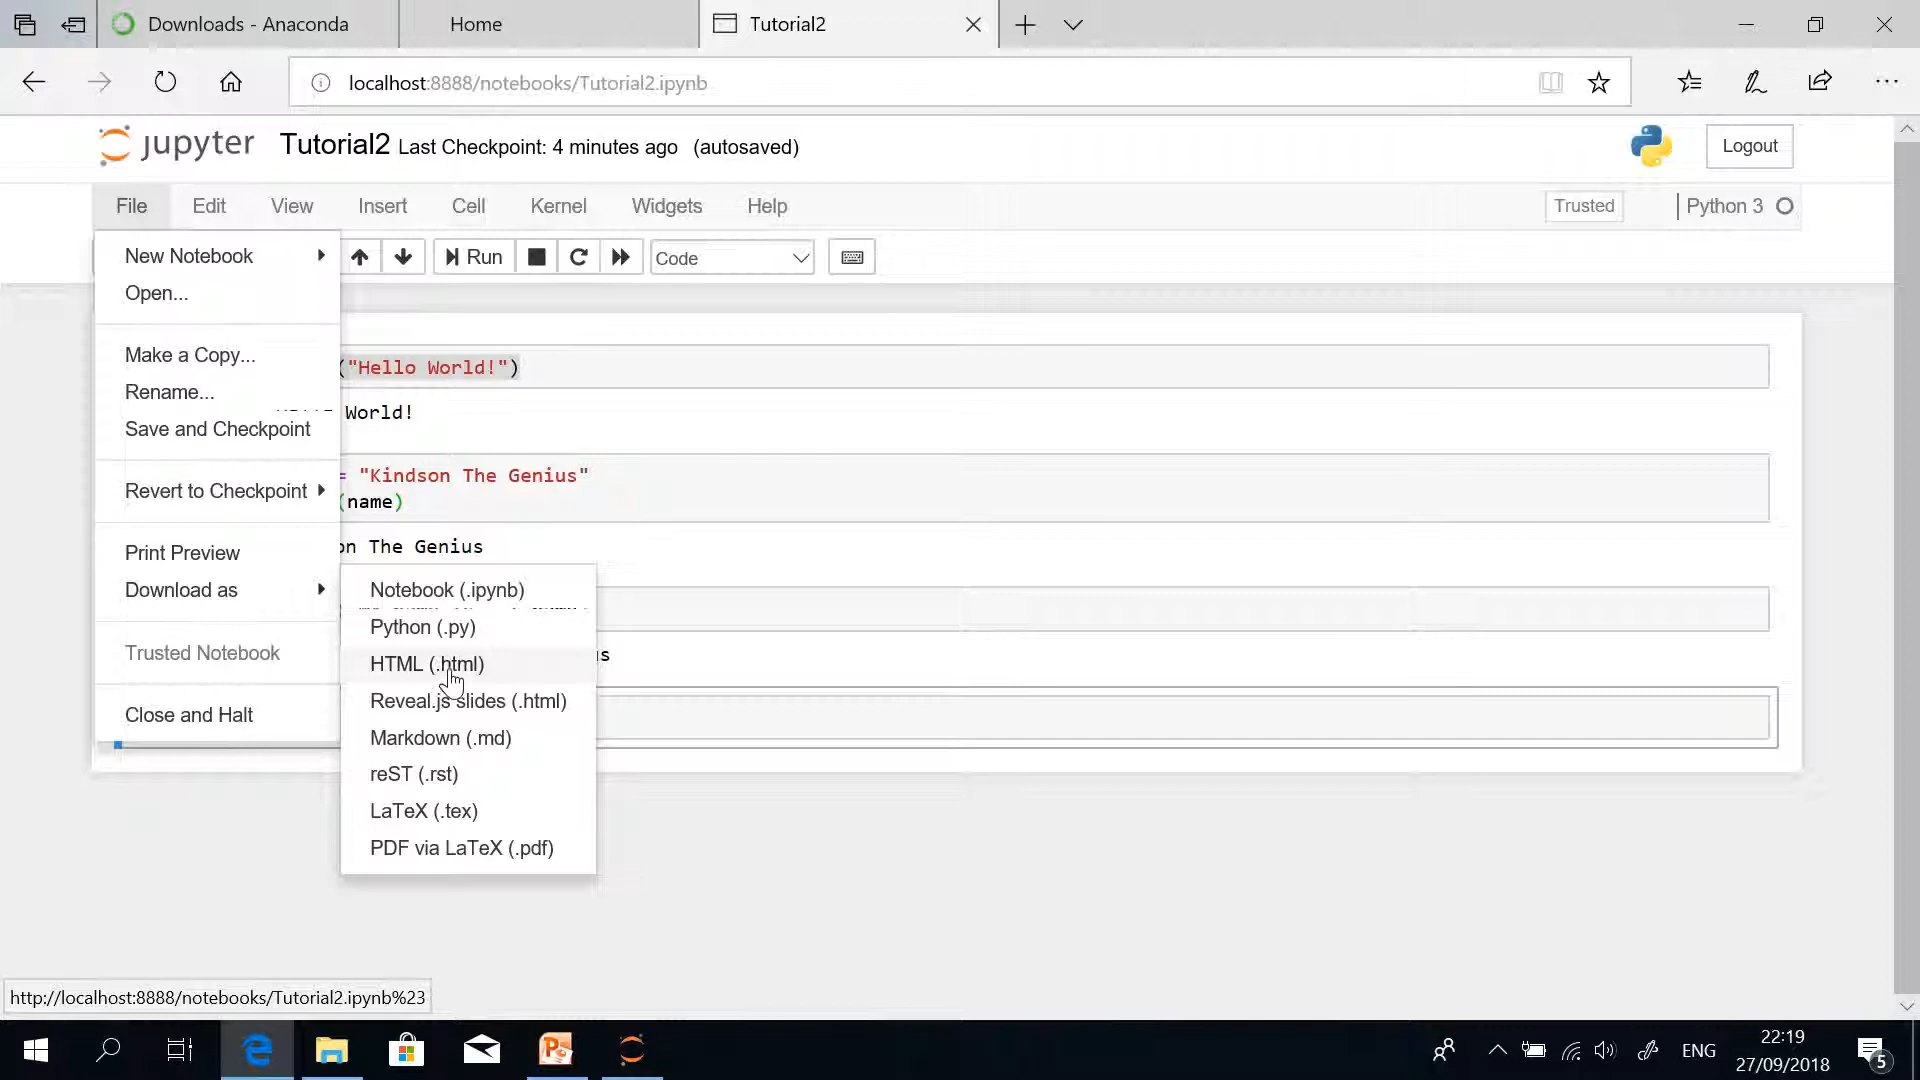 Downloads - Anaconda
Home
Tutorial2
localhost:8888/notebooks/Tutorial2.ipynb
jupyter Tutorial2 Last Checkpoint: 4 minutes ago (autosaved)
Logout
File Edit View Insert Cell Kernel Widgets Help
Trusted
Python 3
New Notebook
Run
Code
Open...
Make a Copy...
("Hello World!")
Rename...
World!
Save and Checkpoint
= "Kindson The Genius"
Revert to Checkpoint
(name)
Print Preview
on The Genius
Download as
Notebook (.ipynb)
Python (.py)
Trusted Notebook
HTML (.html)
s
Reveal.js slides (.html)
Close and Halt
Markdown (.md)
reST (.rst)
LaTeX (.tex)
PDF via LaTeX (.pdf)
http://localhost:8888/notebooks/Tutorial2.ipynb%23
ENG
22:19
27/09/2018
5